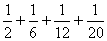 1/2 + 1/6 + 1/12 + 1/20